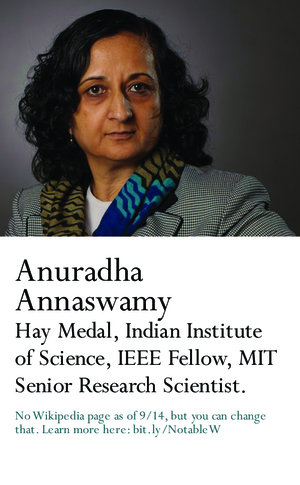 Anuradha
Annaswamy
Hay Medal, Indian Institute
of Science, IEEE Fellow, MIT
Senior Research Scientist.
No Wikipedia page as of 9/14, but you can change
that. Learn more here: bit.ly/NotableW